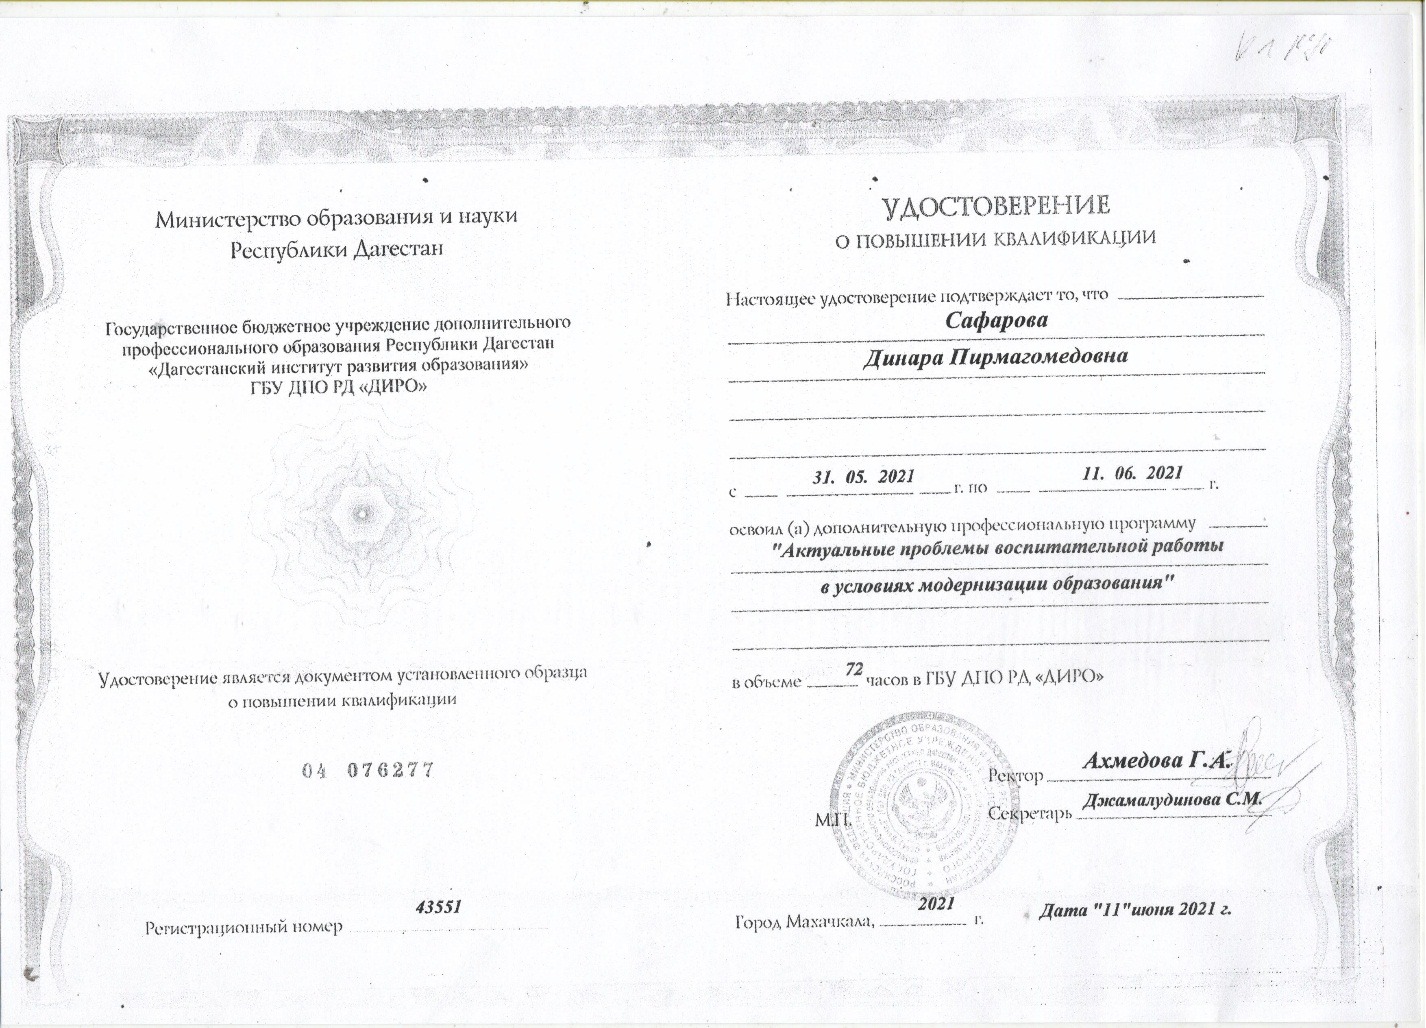 Министерство образования и науки
Республики Дагестан
Государственное бюджетное учреждение дополнительного
профессионального образования Республики Дагестан
«Дагестанский институт развития образования»
ГБУ ДПО РД «ДИРО»
Удостоверение является документом установленного образца
о повышении квалификации
04 076277
Регистрационный номер 43551
УДОСТОВЕРЕНИЕ
О ПОВЫШЕНИИ КВАЛИФИКАЦИИ
Настоящее удостоверение подтверждает то, что
Сафарова
Динара Пирмагомедовна
с 31. 05. 2021 г. по 11. 06. 2021 г.
освоил (а) дополнительную профессиональную программу
"Актуальные проблемы воспитательной работы
в условиях модернизации образования"
в объеме 72 часов в ГБУ ДПО РД «ДИРО»
Ректор Ахмедова Г.А.
Секретарь Джамалудинова С.М.
М.П.
Город Махачкала, 2021 г. Дата "11"июня 2021 г.